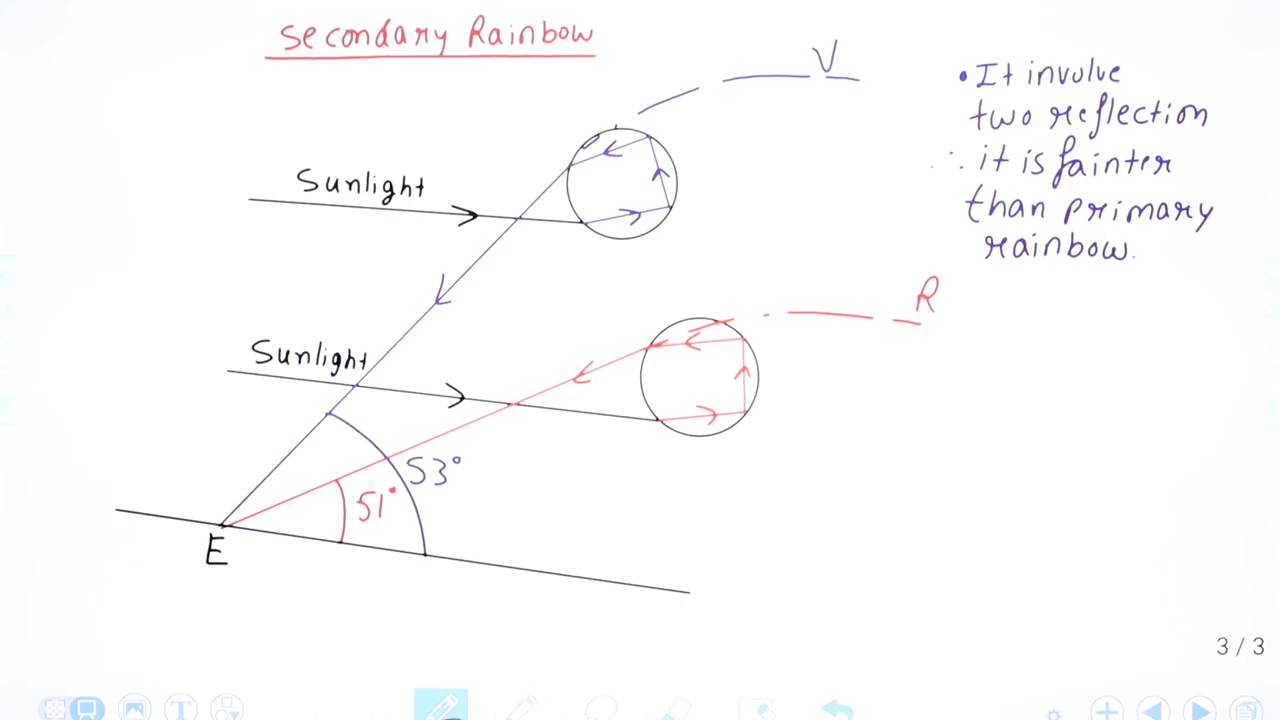 Secondary Rainbow
V
• It involve
two reflection
∴ it is fainter
than primary
rainbow.
Sunlight
R
Sunlight
53°
51°
E
3 / 3